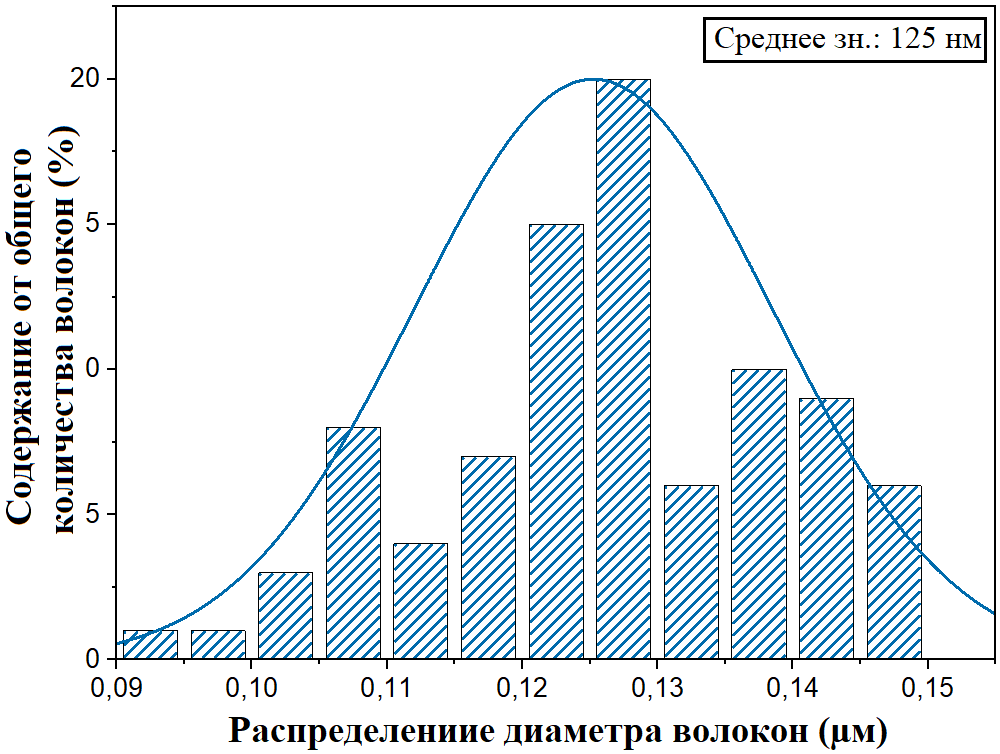 Среднее зн.: 125 нм
Содержание от общего
количества волокон (%)
20
5
0
5
0
0,09 0,10 0,11 0,12 0,13 0,14 0,15
Распределениие диаметра волокон (μм)